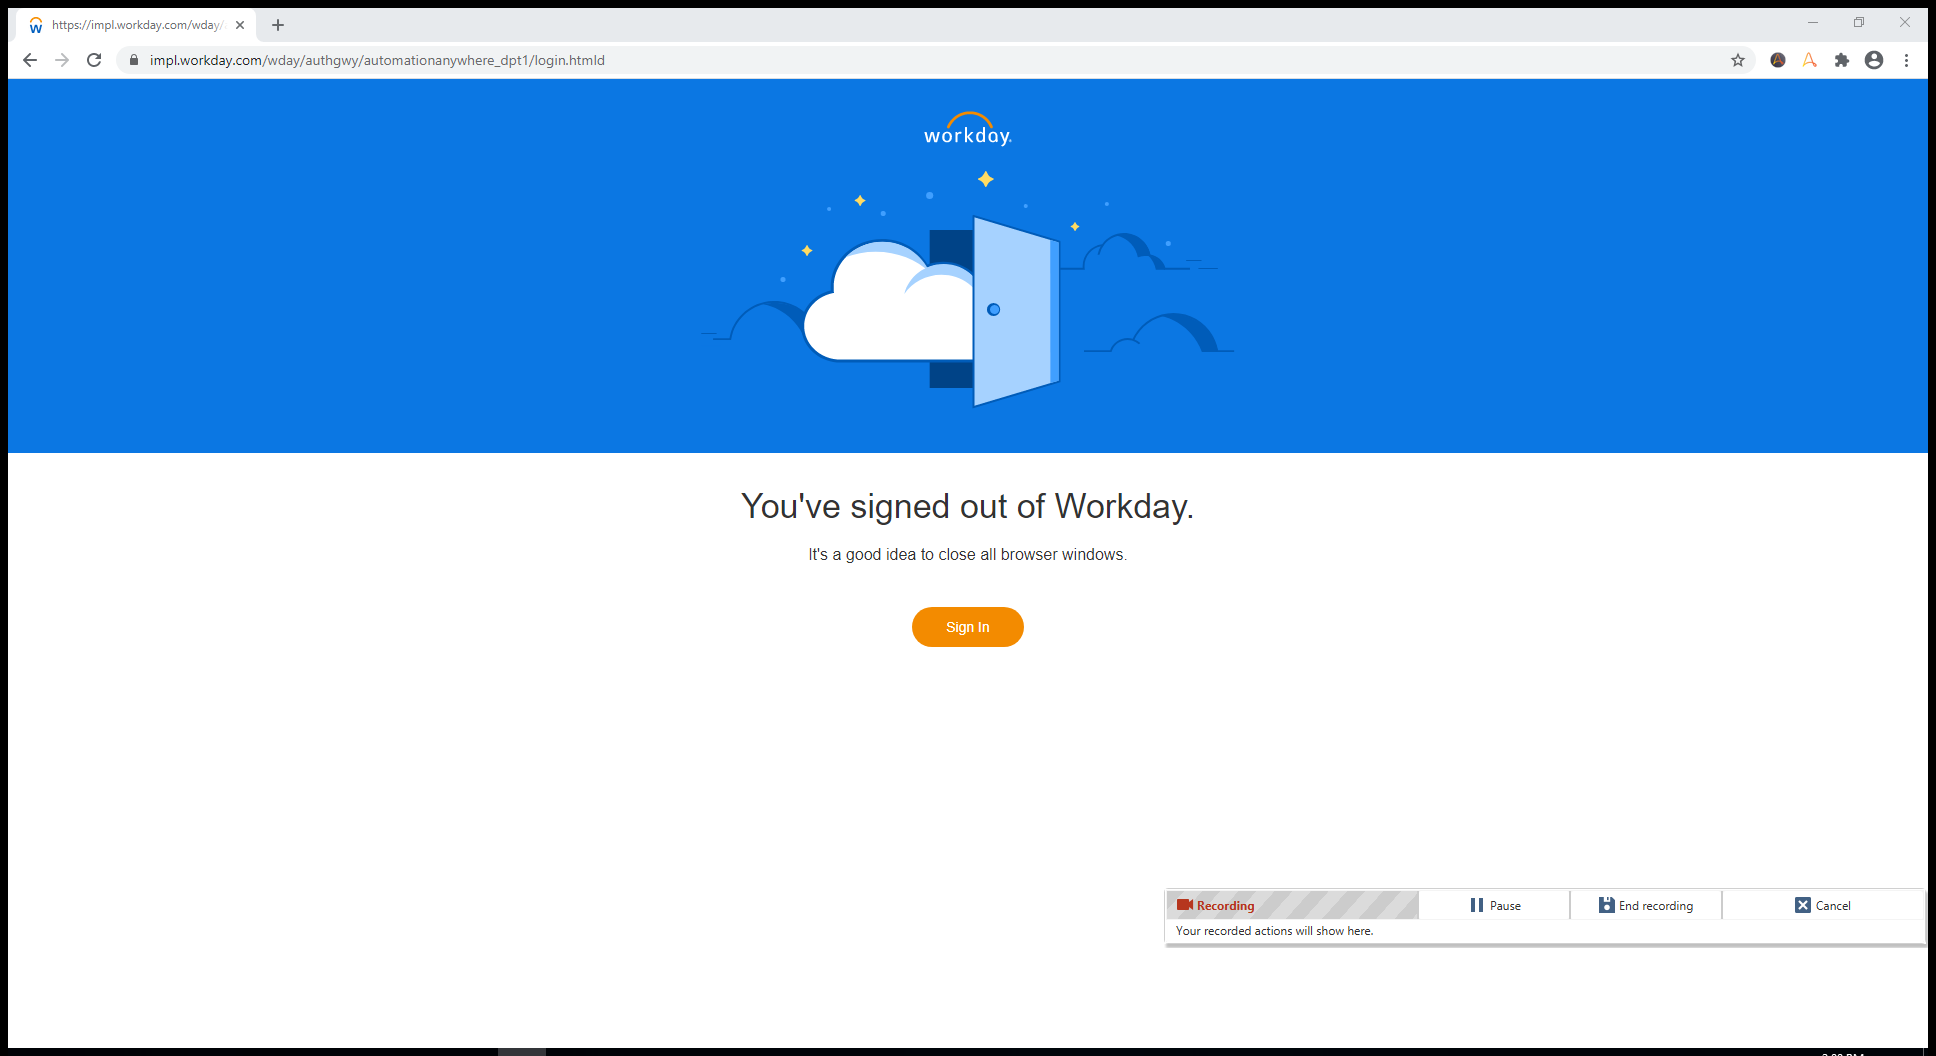 https://impl.workday.com/wday/
impl.workday.com/wday/authgwy/automationanywhere_dpt1/login.htmld
workday.
You've signed out of Workday.
It's a good idea to close all browser windows.
Sign In
Recording
Pause
End recording
Cancel
Your recorded actions will show here.